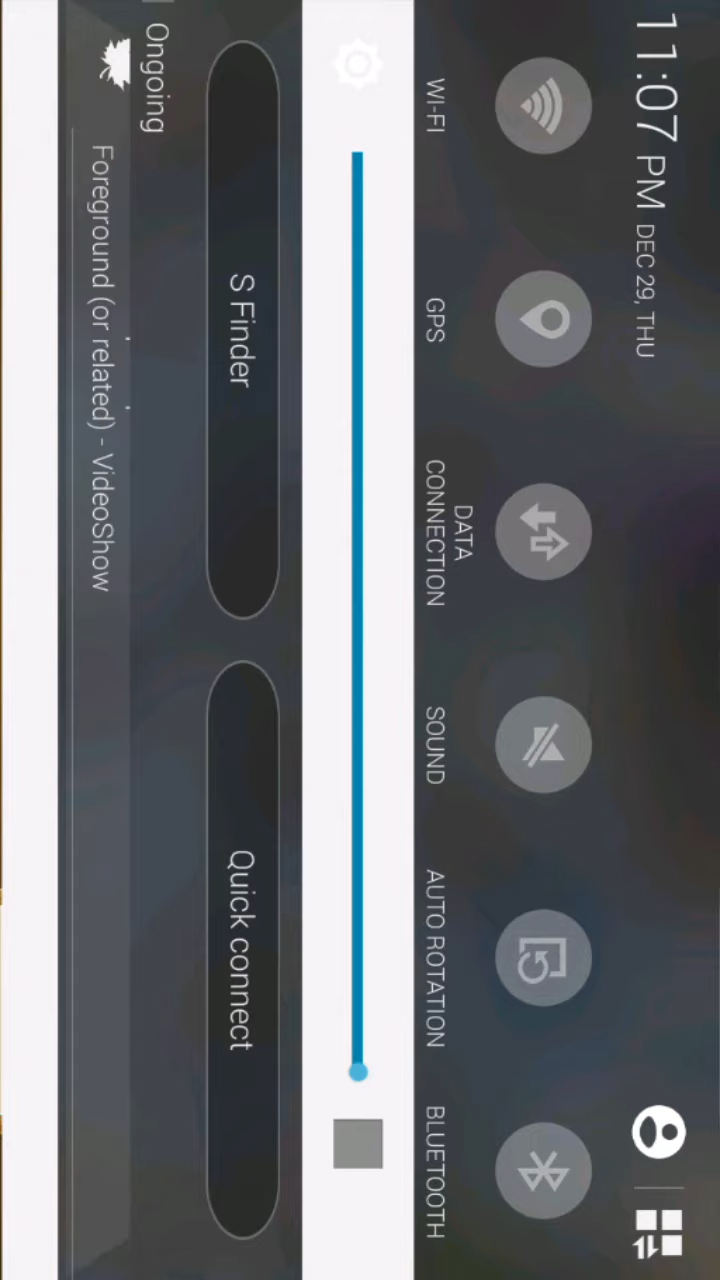 11:07 PM DEC 29, THU
WI-FI
GPS
DATA
CONNECTION
SOUND
AUTO ROTATION
BLUETOOTH
S Finder
Quick connect
Ongoing
Foreground (or related) - VideoShow